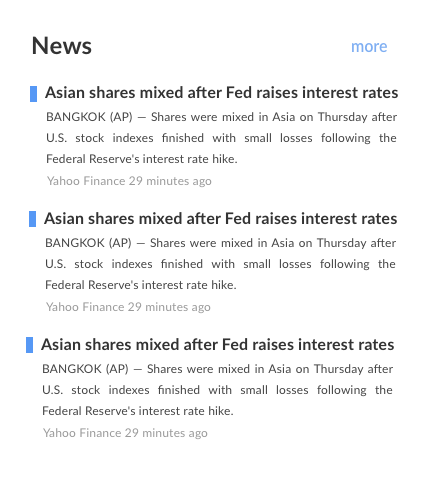 News
more
Asian shares mixed after Fed raises interest rates
BANGKOK (AP) — Shares were mixed in Asia on Thursday after
U.S. stock indexes finished with small losses following the
Federal Reserve's interest rate hike.
Yahoo Finance 29 minutes ago
Asian shares mixed after Fed raises interest rates
BANGKOK (AP) — Shares were mixed in Asia on Thursday after
U.S. stock indexes finished with small losses following the
Federal Reserve's interest rate hike.
Yahoo Finance 29 minutes ago
Asian shares mixed after Fed raises interest rates
BANGKOK (AP) — Shares were mixed in Asia on Thursday after
U.S. stock indexes finished with small losses following the
Federal Reserve's interest rate hike.
Yahoo Finance 29 minutes ago